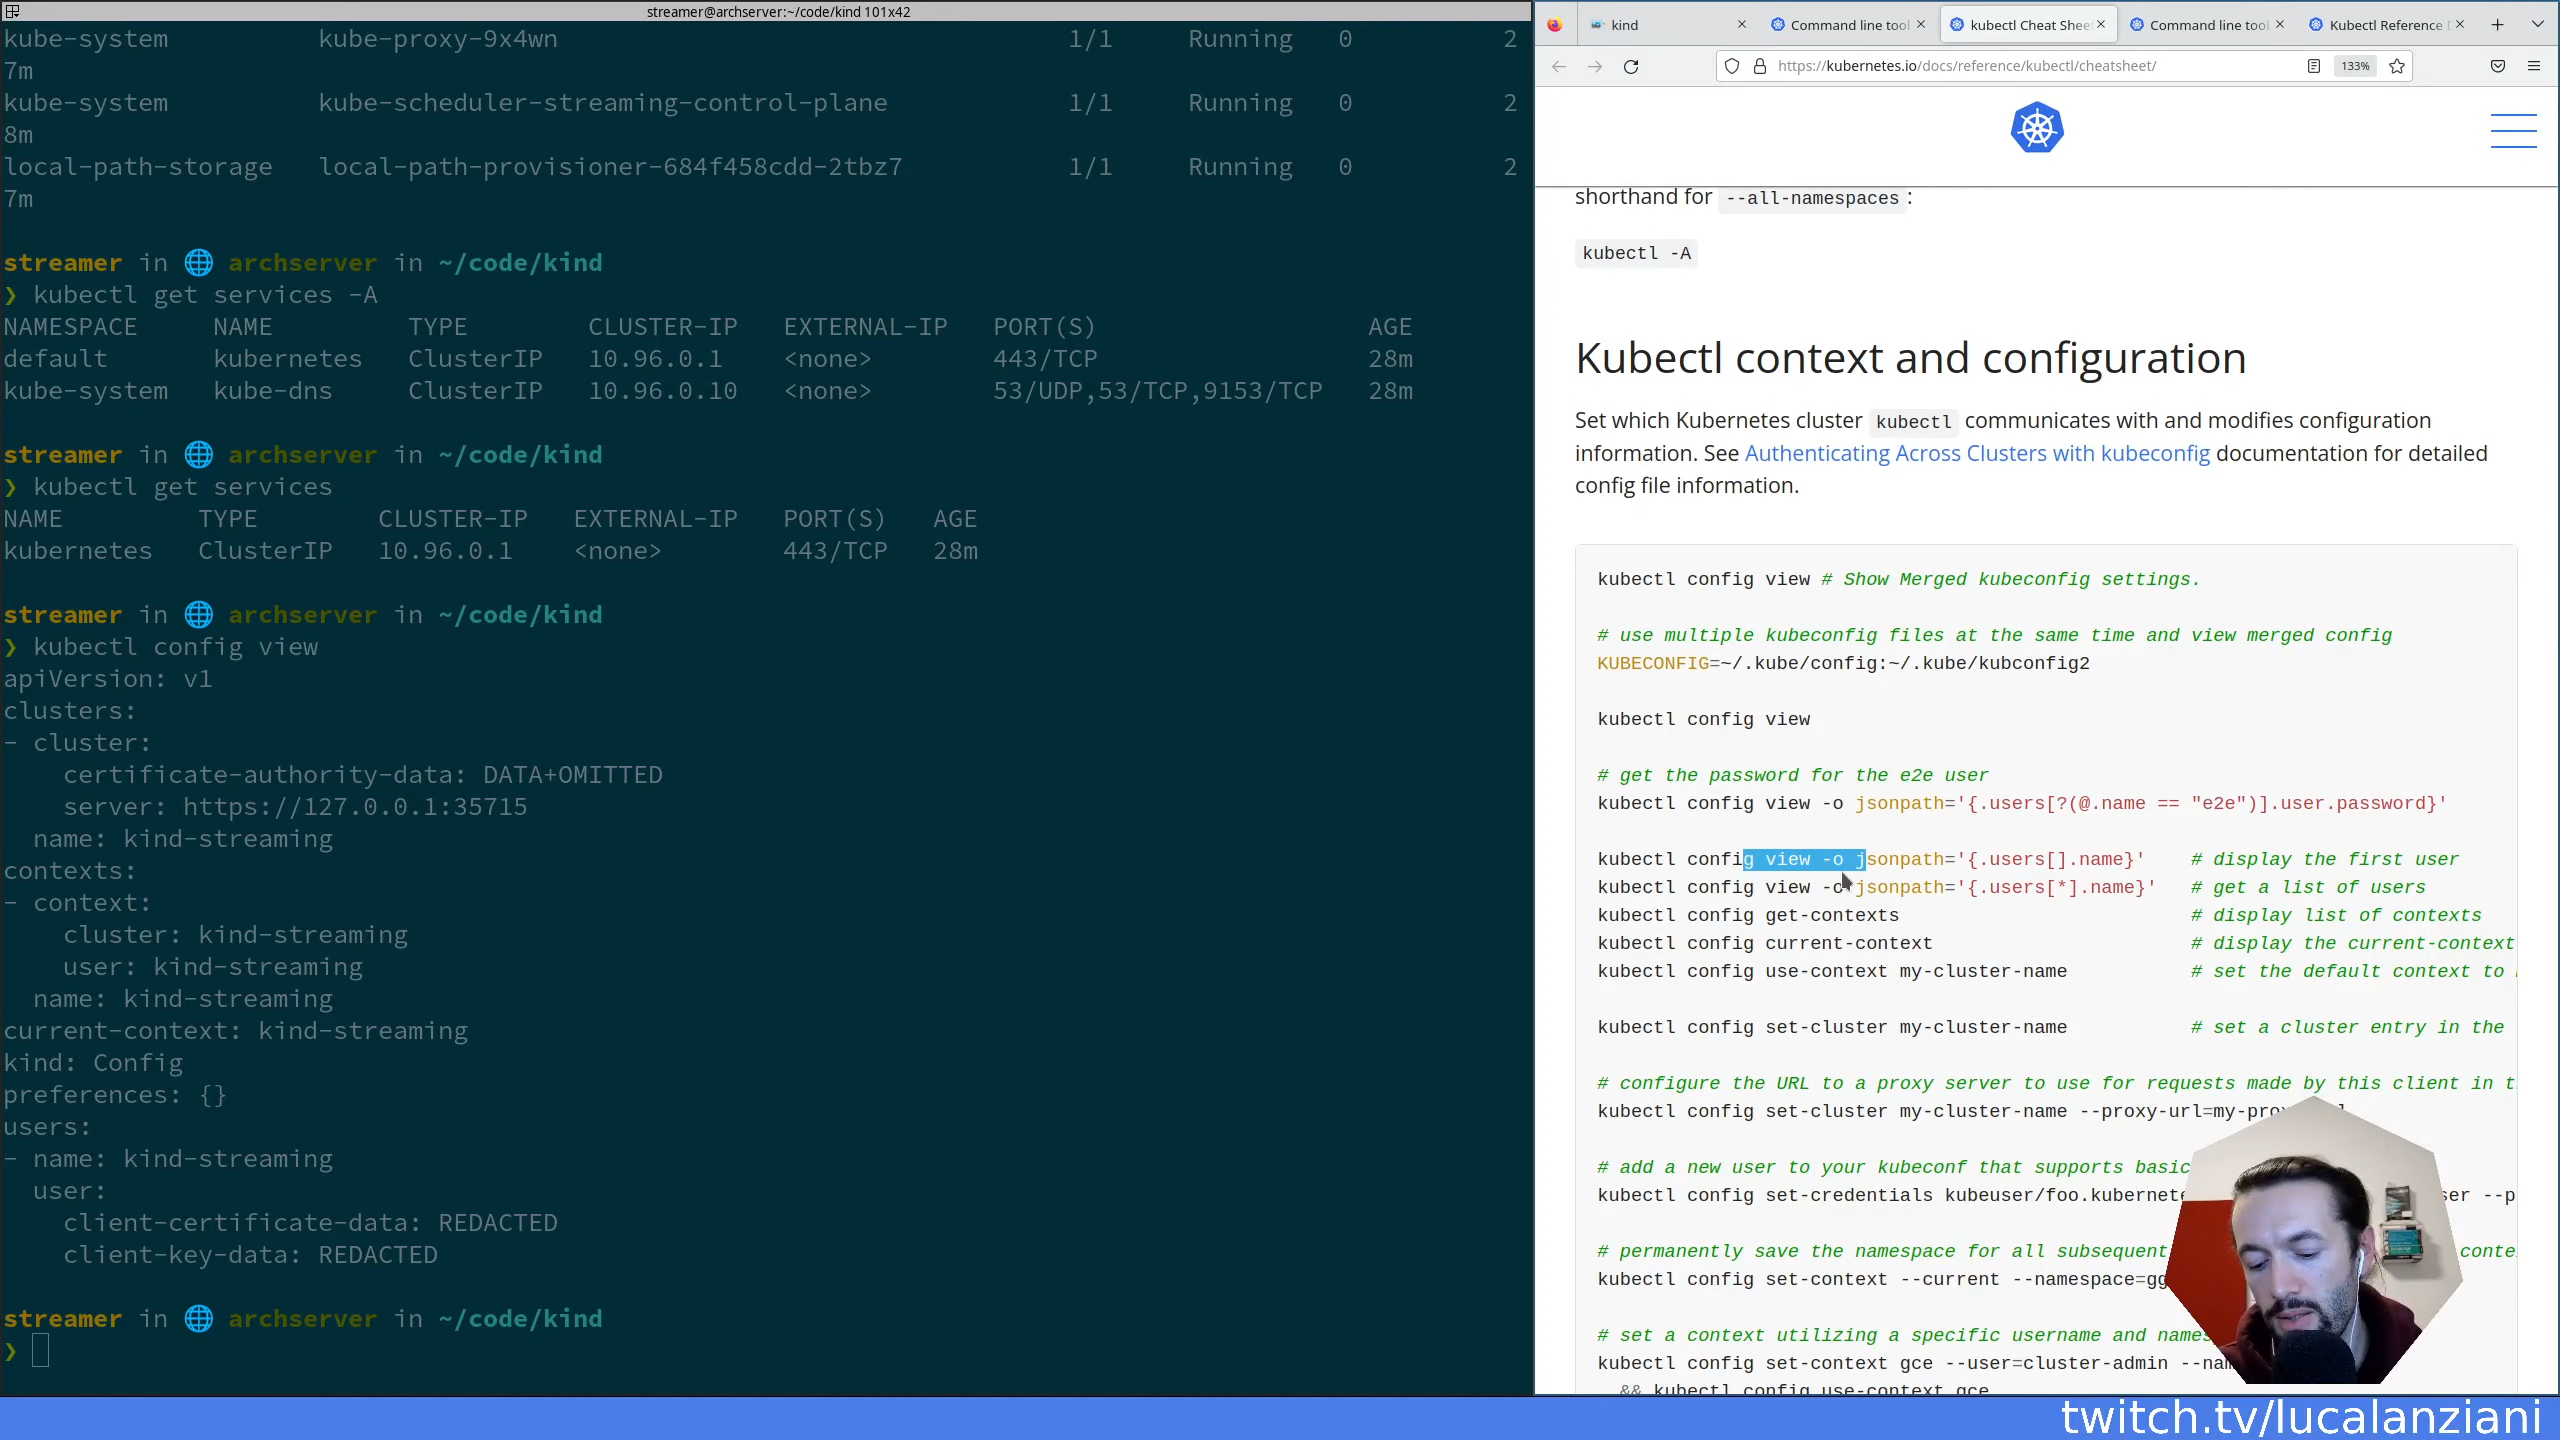 streamer@archserver:~/code/kind 101x42
kube-system kube-proxy-9x4wn 1/1 Running 0 2
7m
kube-system kube-scheduler-streaming-control-plane 1/1 Running 0 2
8m
local-path-storage local-path-provisioner-684f458cdd-2tbz7 1/1 Running 0 2
7m
streamer in archserver in ~/code/kind
❯ kubectl get services -A
NAMESPACE NAME TYPE CLUSTER-IP EXTERNAL-IP PORT(S) AGE
default kubernetes ClusterIP 10.96.0.1 <none> 443/TCP 28m
kube-system kube-dns ClusterIP 10.96.0.10 <none> 53/UDP,53/TCP,9153/TCP 28m
streamer in archserver in ~/code/kind
❯ kubectl get services
NAME TYPE CLUSTER-IP EXTERNAL-IP PORT(S) AGE
kubernetes ClusterIP 10.96.0.1 <none> 443/TCP 28m
streamer in archserver in ~/code/kind
❯ kubectl config view
apiVersion: v1
clusters:
- cluster:
    certificate-authority-data: DATA+OMITTED
    server: https://127.0.0.1:35715
  name: kind-streaming
contexts:
- context:
    cluster: kind-streaming
    user: kind-streaming
  name: kind-streaming
current-context: kind-streaming
kind: Config
preferences: {}
users:
- name: kind-streaming
  user:
    client-certificate-data: REDACTED
    client-key-data: REDACTED
streamer in archserver in ~/code/kind
❯
kind
Command line tool
kubectl Cheat Shee
Command line tool
Kubectl Reference
https://kubernetes.io/docs/reference/kubectl/cheatsheet/
133%
shorthand for --all-namespaces :
kubectl -A
Kubectl context and configuration
Set which Kubernetes cluster kubectl communicates with and modifies configuration
information. See Authenticating Across Clusters with kubeconfig documentation for detailed
config file information.
kubectl config view # Show Merged kubeconfig settings.
# use multiple kubeconfig files at the same time and view merged config
KUBECONFIG=~/.kube/config:~/.kube/kubconfig2
kubectl config view
# get the password for the e2e user
kubectl config view -o jsonpath='{.users[?(@.name == "e2e")].user.password}'
kubectl config view -o jsonpath='{.users[].name}' # display the first user
kubectl config view -o jsonpath='{.users[*].name}' # get a list of users
kubectl config get-contexts # display list of contexts
kubectl config current-context # display the current-context
kubectl config use-context my-cluster-name # set the default context to
kubectl config set-cluster my-cluster-name # set a cluster entry in the
# configure the URL to a proxy server to use for requests made by this client in t
kubectl config set-cluster my-cluster-name --proxy-url=my-pro
# add a new user to your kubeconf that supports basic
kubectl config set-credentials kubeuser/foo.kubernete ser --p
# permanently save the namespace for all subsequent conte
kubectl config set-context --current --namespace=gg
# set a context utilizing a specific username and names
kubectl config set-context gce --user=cluster-admin --nam
&& kubectl config use-context gce
twitch.tv/lucalanziani